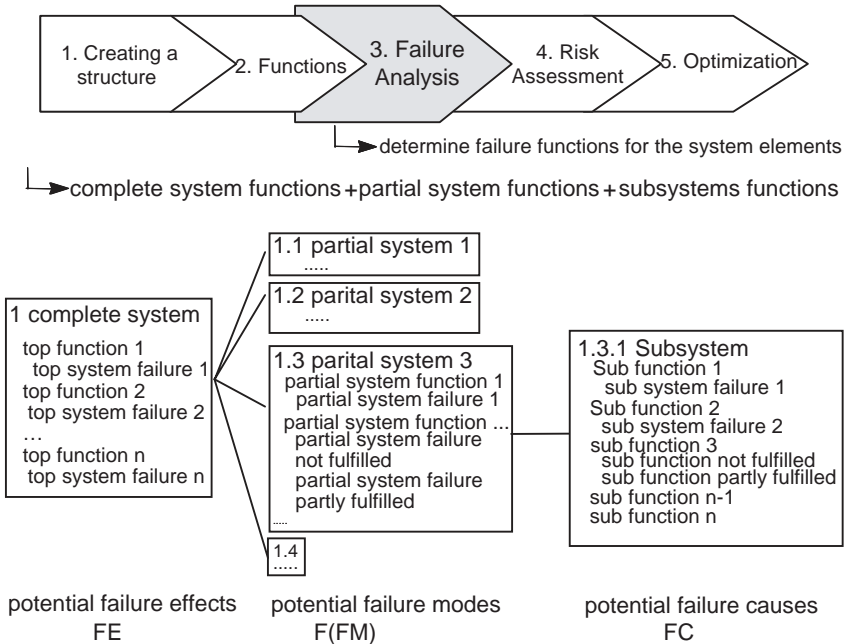 1. Creating a
structure
2. Functions
3. Failure
Analysis
4. Risk
Assessment
5. Optimization
determine failure functions for the system elements
complete system functions+partial system functions+subsystems functions
1 complete system
top function 1
top system failure 1
top function 2
top system failure 2
...
top function n
top system failure n
1.1 partial system 1
.....
1.2 parital system 2
.....
1.3 parital system 3
partial system function 1
partial system failure 1
partial system function ...
partial system failure
not fulfilled
partial system failure
partly fulfilled
.....
1.4
.....
1.3.1 Subsystem
Sub function 1
sub system failure 1
Sub function 2
sub system failure 2
sub function 3
sub function not fulfilled
sub function partly fulfilled
sub function n-1
sub function n
potential failure effects
FE
potential failure modes
F(FM)
potential failure causes
FC